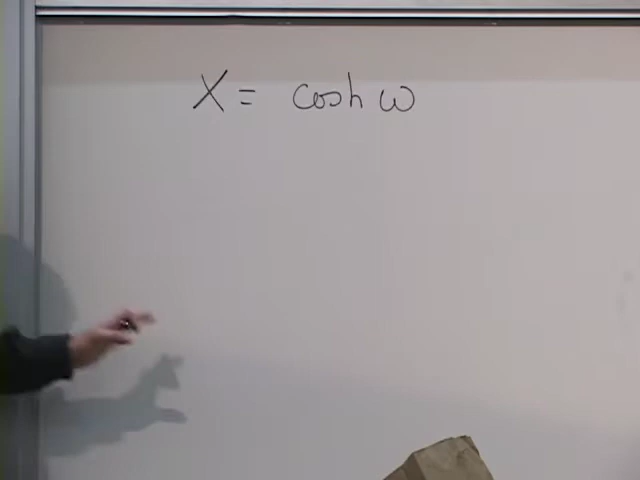 X = cosh ω